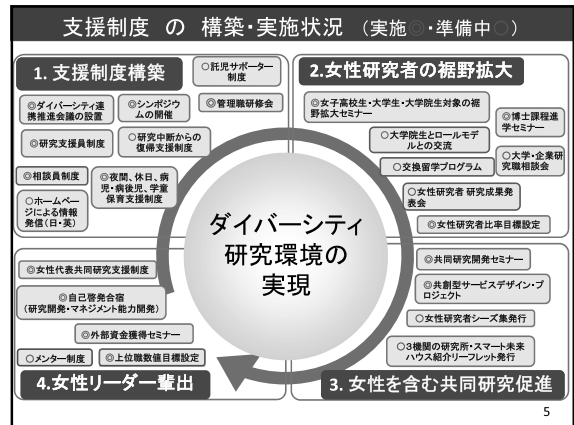 支援制度 の 構築・実施状況 (実施◎・準備中○)
1. 支援制度構築
○託児サポーター
制度
◎ダイバーシティ連
携推進会議の設置
◎シンポジウ
ムの開催
◎管理職研修会
◎研究支援員制度
○研究中断からの
復帰支援制度
◎相談員制度
◎夜間、休日、病
児・病後児、学童
保育支援制度
○ホームペー
ジによる情報
発信(日・英)
2.女性研究者の裾野拡大
◎女子高校生・大学生・大学院生対象の裾
野拡大セミナー
◎博士課程進
学セミナー
○大学院生とロールモデ
ルとの交流
○大学・企業研
究職相談会
○交換留学プログラム
○女性研究者 研究成果発
表会
◎女性研究者比率目標設定
ダイバーシティ
研究環境の
実現
◎女性代表共同研究支援制度
◎自己啓発合宿
(研究開発・マネジメント能力開発)
◎外部資金獲得セミナー
○メンター制度
◎上位職数値目標設定
4.女性リーダー輩出
◎共同研究開発セミナー
◎共創型サービスデザイン・プ
ロジェクト
○女性研究者シーズ集発行
○3機関の研究所・スマート未来
ハウス紹介リーフレット発行
3. 女性を含む共同研究促進
5